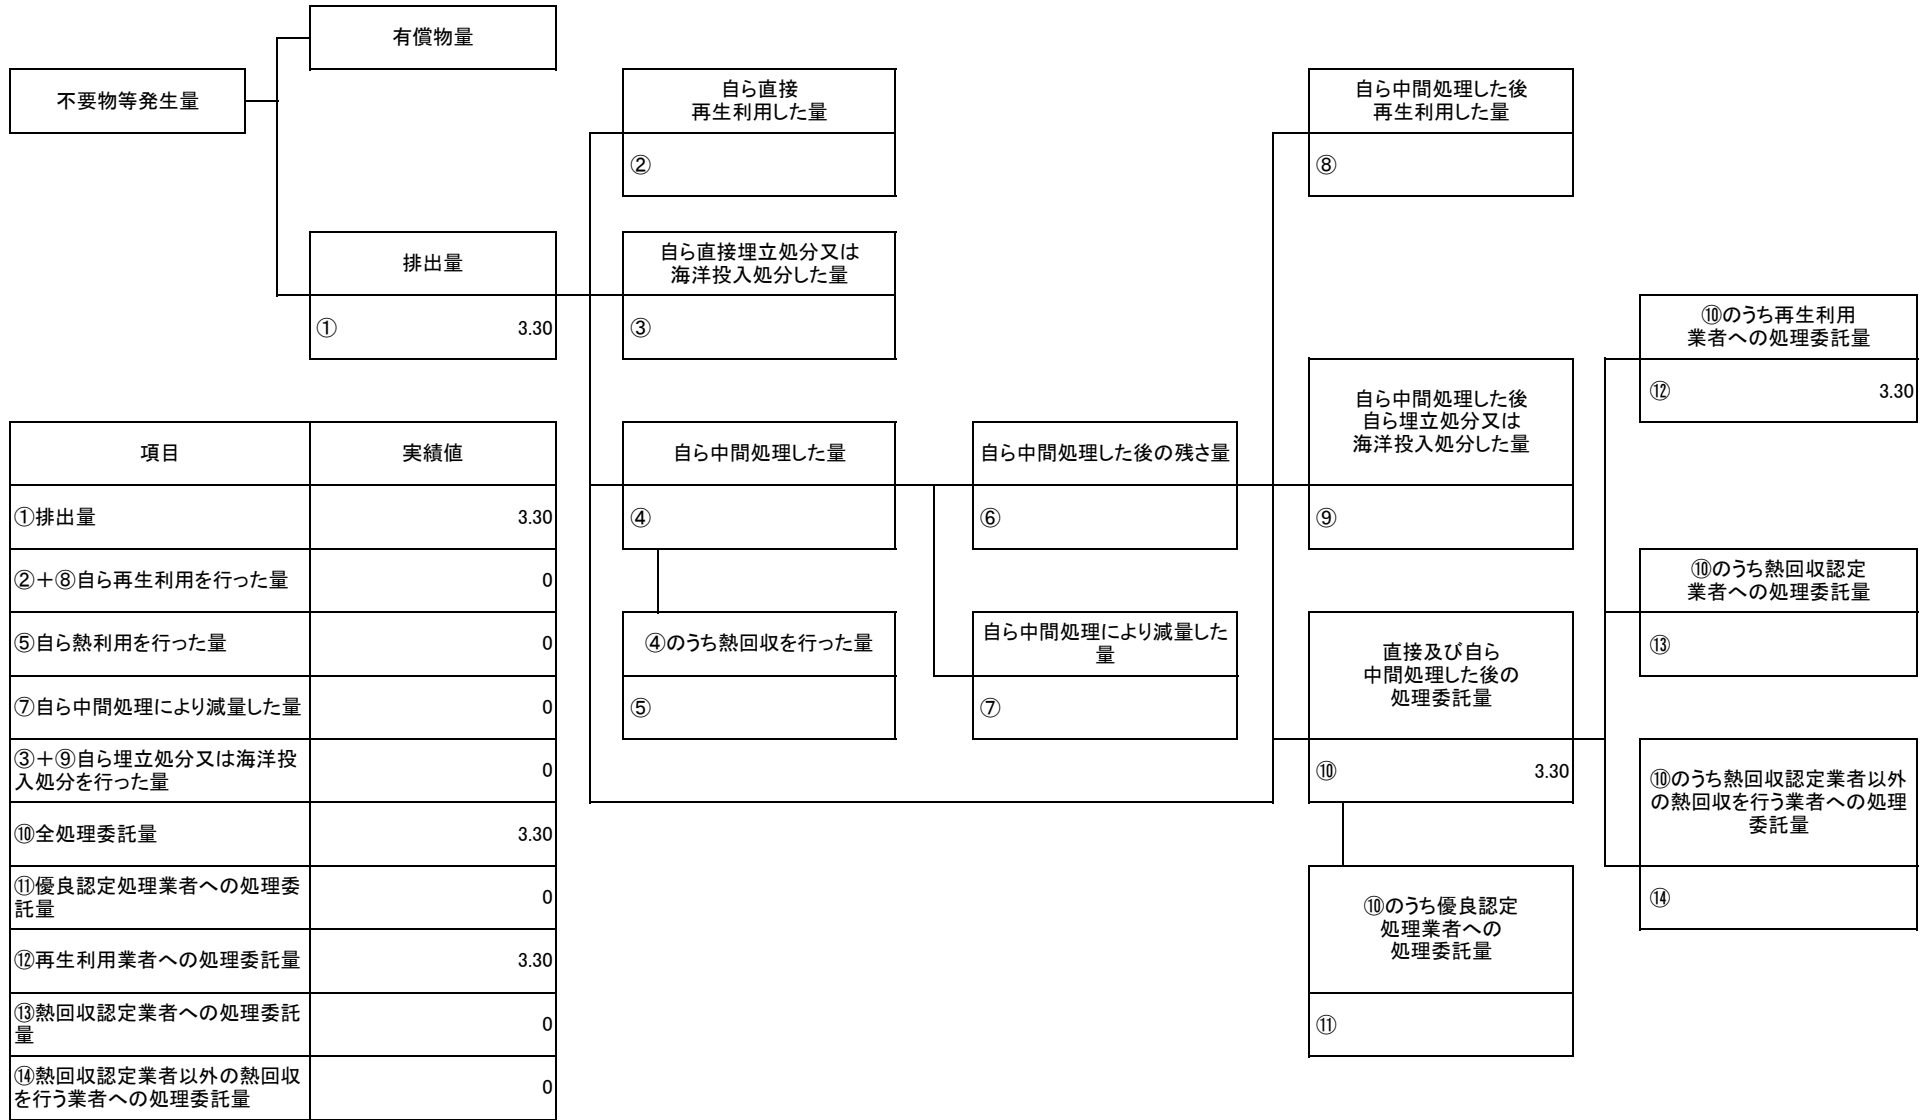 有償物量
不要物等発生量
自ら直接
再生利用した量
②
自ら中間処理した後
再生利用した量
⑧
排出量
① 3.30
自ら直接埋立処分又は
海洋投入処分した量
③
⑩のうち再生利用
業者への処理委託量
⑫ 3.30
自ら中間処理した後
自ら埋立処分又は
海洋投入処分した量
⑨
自ら中間処理した量
④
自ら中間処理した後の残さ量
⑥
⑩のうち熱回収認定
業者への処理委託量
⑬
④のうち熱回収を行った量
⑤
自ら中間処理により減量した
量
⑦
直接及び自ら
中間処理した後の
処理委託量
⑩ 3.30
⑩のうち熱回収認定業者以外
の熱回収を行う業者への処理
委託量
⑭
⑩のうち優良認定
処理業者への
処理委託量
⑪
項目 実績値
①排出量 3.30
②＋⑧自ら再生利用を行った量 0
⑤自ら熱利用を行った量 0
⑦自ら中間処理により減量した量 0
③＋⑨自ら埋立処分又は海洋投
入処分を行った量 0
⑩全処理委託量 3.30
⑪優良認定処理業者への処理委
託量 0
⑫再生利用業者への処理委託量 3.30
⑬熱回収認定業者への処理委託
量 0
⑭熱回収認定業者以外の熱回収
を行う業者への処理委託量 0